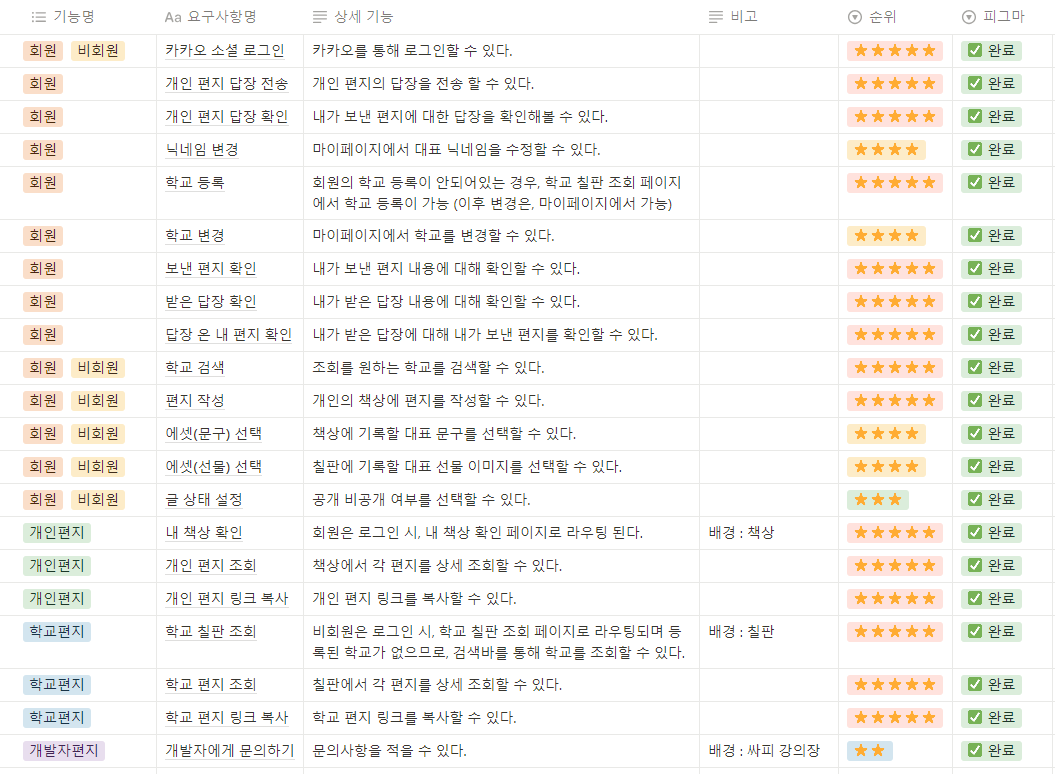 기능명 Aa 요구사항명 상세 기능 비고 순위 피그마
회원 비회원 카카오 소셜 로그인 카카오를 통해 로그인할 수 있다. ⭐⭐⭐⭐⭐ ✅ 완료
회원 개인 편지 답장 전송 개인 편지의 답장을 전송 할 수 있다. ⭐⭐⭐⭐⭐ ✅ 완료
회원 개인 편지 답장 확인 내가 보낸 편지에 대한 답장을 확인해볼 수 있다. ⭐⭐⭐⭐⭐ ✅ 완료
회원 닉네임 변경 마이페이지에서 대표 닉네임을 수정할 수 있다. ⭐⭐⭐⭐ ✅ 완료
회원 학교 등록 회원의 학교 등록이 안되어있는 경우, 학교 칠판 조회 페이지 ⭐⭐⭐⭐⭐ ✅ 완료
에서 학교 등록이 가능 (이후 변경은, 마이페이지에서 가능)
회원 학교 변경 마이페이지에서 학교를 변경할 수 있다. ⭐⭐⭐⭐ ✅ 완료
회원 보낸 편지 확인 내가 보낸 편지 내용에 대해 확인할 수 있다. ⭐⭐⭐⭐⭐ ✅ 완료
회원 받은 답장 확인 내가 받은 답장 내용에 대해 확인할 수 있다. ⭐⭐⭐⭐⭐ ✅ 완료
회원 답장 온 내 편지 확인 내가 받은 답장에 대해 내가 보낸 편지를 확인할 수 있다. ⭐⭐⭐⭐⭐ ✅ 완료
회원 비회원 학교 검색 조회를 원하는 학교를 검색할 수 있다. ⭐⭐⭐⭐⭐ ✅ 완료
회원 비회원 편지 작성 개인의 책상에 편지를 작성할 수 있다. ⭐⭐⭐⭐⭐ ✅ 완료
회원 비회원 에셋(문구) 선택 책상에 기록할 대표 문구를 선택할 수 있다. ⭐⭐⭐⭐ ✅ 완료
회원 비회원 에셋(선물) 선택 칠판에 기록할 대표 선물 이미지를 선택할 수 있다. ⭐⭐⭐⭐ ✅ 완료
회원 비회원 글 상태 설정 공개 비공개 여부를 선택할 수 있다. ⭐⭐⭐ ✅ 완료
개인편지 내 책상 확인 회원은 로그인 시, 내 책상 확인 페이지로 라우팅 된다. 배경 : 책상 ⭐⭐⭐⭐⭐ ✅ 완료
개인편지 개인 편지 조회 책상에서 각 편지를 상세 조회할 수 있다. ⭐⭐⭐⭐⭐ ✅ 완료
개인편지 개인 편지 링크 복사 개인 편지 링크를 복사할 수 있다. ⭐⭐⭐⭐⭐ ✅ 완료
학교편지 학교 칠판 조회 비회원은 로그인 시, 학교 칠판 조회 페이지로 라우팅되며 등 배경 : 칠판 ⭐⭐⭐⭐⭐ ✅ 완료
록된 학교가 없으므로, 검색바를 통해 학교를 조회할 수 있다.
학교편지 학교 편지 조회 칠판에서 각 편지를 상세 조회할 수 있다. ⭐⭐⭐⭐⭐ ✅ 완료
학교편지 학교 편지 링크 복사 학교 편지 링크를 복사할 수 있다. ⭐⭐⭐⭐⭐ ✅ 완료
개발자편지 개발자에게 문의하기 문의사항을 적을 수 있다. 배경 : 싸피 강의장 ⭐⭐ ✅ 완료